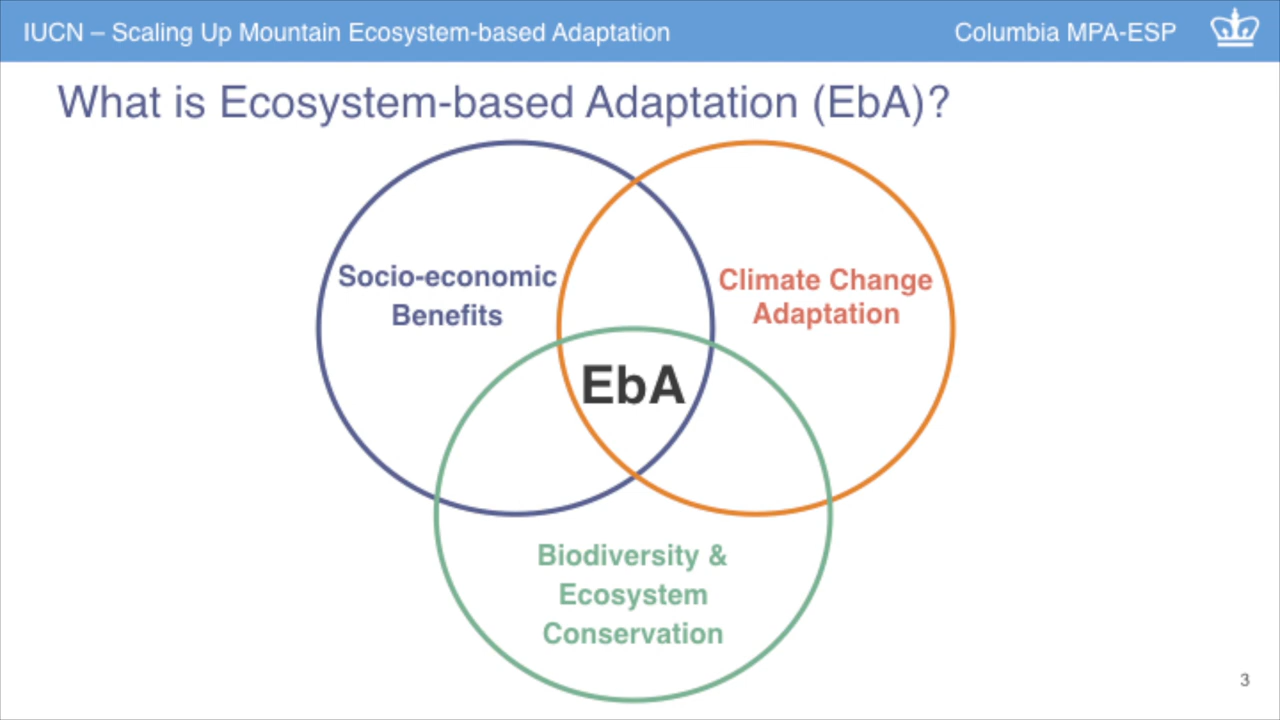 IUCN – Scaling Up Mountain Ecosystem-based Adaptation
Columbia MPA-ESP
What is Ecosystem-based Adaptation (EbA)?
Socio-economic
Benefits
Climate Change
Adaptation
EbA
Biodiversity &
Ecosystem
Conservation
3